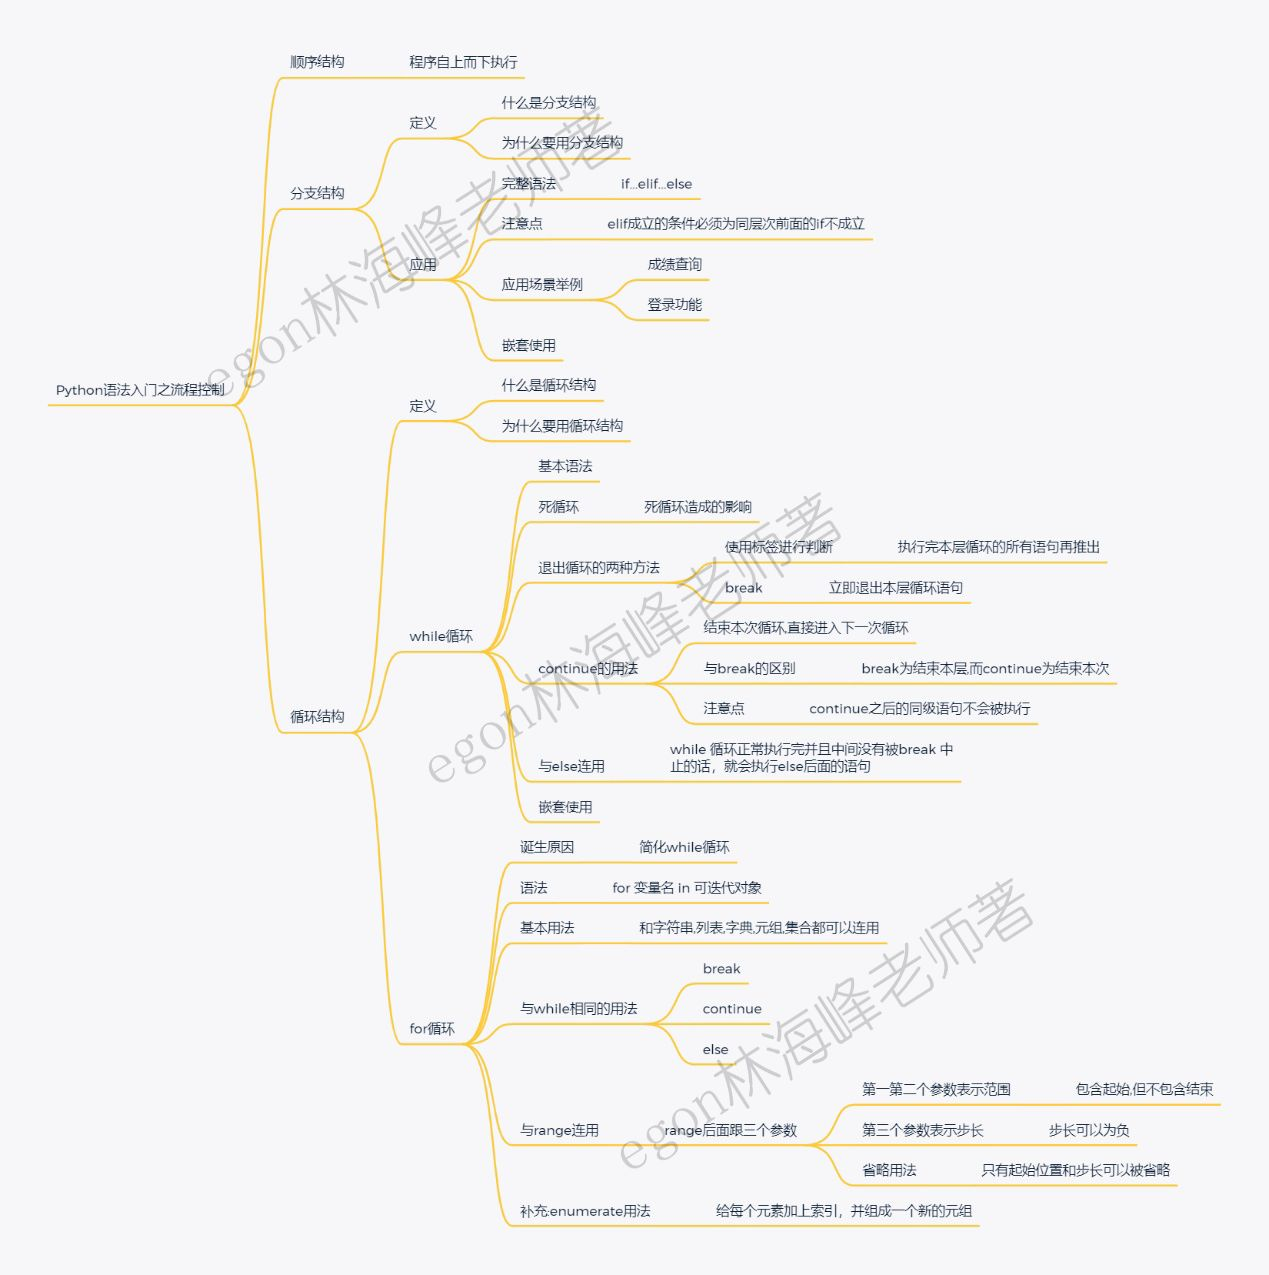 顺序结构
程序自上而下执行
什么是分支结构
定义
为什么要用分支结构
分支结构
完整语法
if...elif...else
注意点
elif成立的条件必须为同层次前面的if不成立
应用
成绩查询
应用场景举例
登录功能
嵌套使用
Python语法入门之流程控制
什么是循环结构
定义
为什么要用循环结构
基本语法
死循环
死循环造成的影响
使用标签进行判断
执行完本层循环的所有语句再推出
退出循环的两种方法
break
立即退出本层循环语句
while循环
结束本次循环,直接进入下一次循环
continue的用法
与break的区别
break为结束本层,而continue为结束本次
注意点
continue之后的同级语句不会被执行
循环结构
与else连用
while 循环正常执行完并且中间没有被break 中
止的话，就会执行else后面的语句
嵌套使用
诞生原因
简化while循环
语法
for 变量名 in 可迭代对象
基本用法
和字符串,列表,字典,元组,集合都可以连用
break
与while相同的用法
continue
for循环
else
第一第二个参数表示范围
包含起始,但不包含结束
与range连用
range后面跟三个参数
第三个参数表示步长
步长可以为负
省略用法
只有起始位置和步长可以被省略
补充:enumerate用法
给每个元素加上索引，并组成一个新的元组
egon林海峰老师著
egon林海峰老师著
egon林海峰老师著